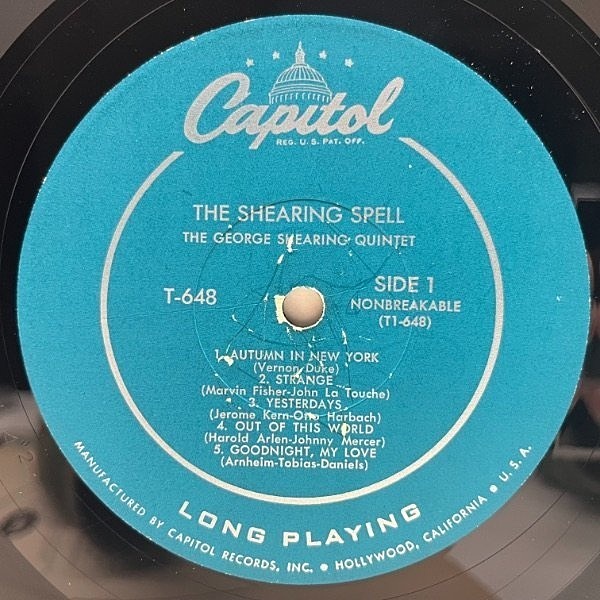 Capitol
REG. U.S. PAT. OFF.
THE SHEARING SPELL
THE GEORGE SHEARING QUINTET
T-648
SIDE 1
NONBREAKABLE
(T1-648)
1. AUTUMN IN NEW YORK
(Vernon Duke)
2. STRANGE
(Marvin Fisher-John La Touche)
3. YESTERDAYS
(Jerome Kern-Otto Harbach)
4. OUT OF THIS WORLD
(Harold Arlen-Johnny Mercer)
5. GOODNIGHT, MY LOVE
(Arnheim-Tobias-Daniels)
LONG PLAYING
MANUFACTURED BY CAPITOL RECORDS, INC. • HOLLYWOOD, CALIFORNIA • U.S.A.